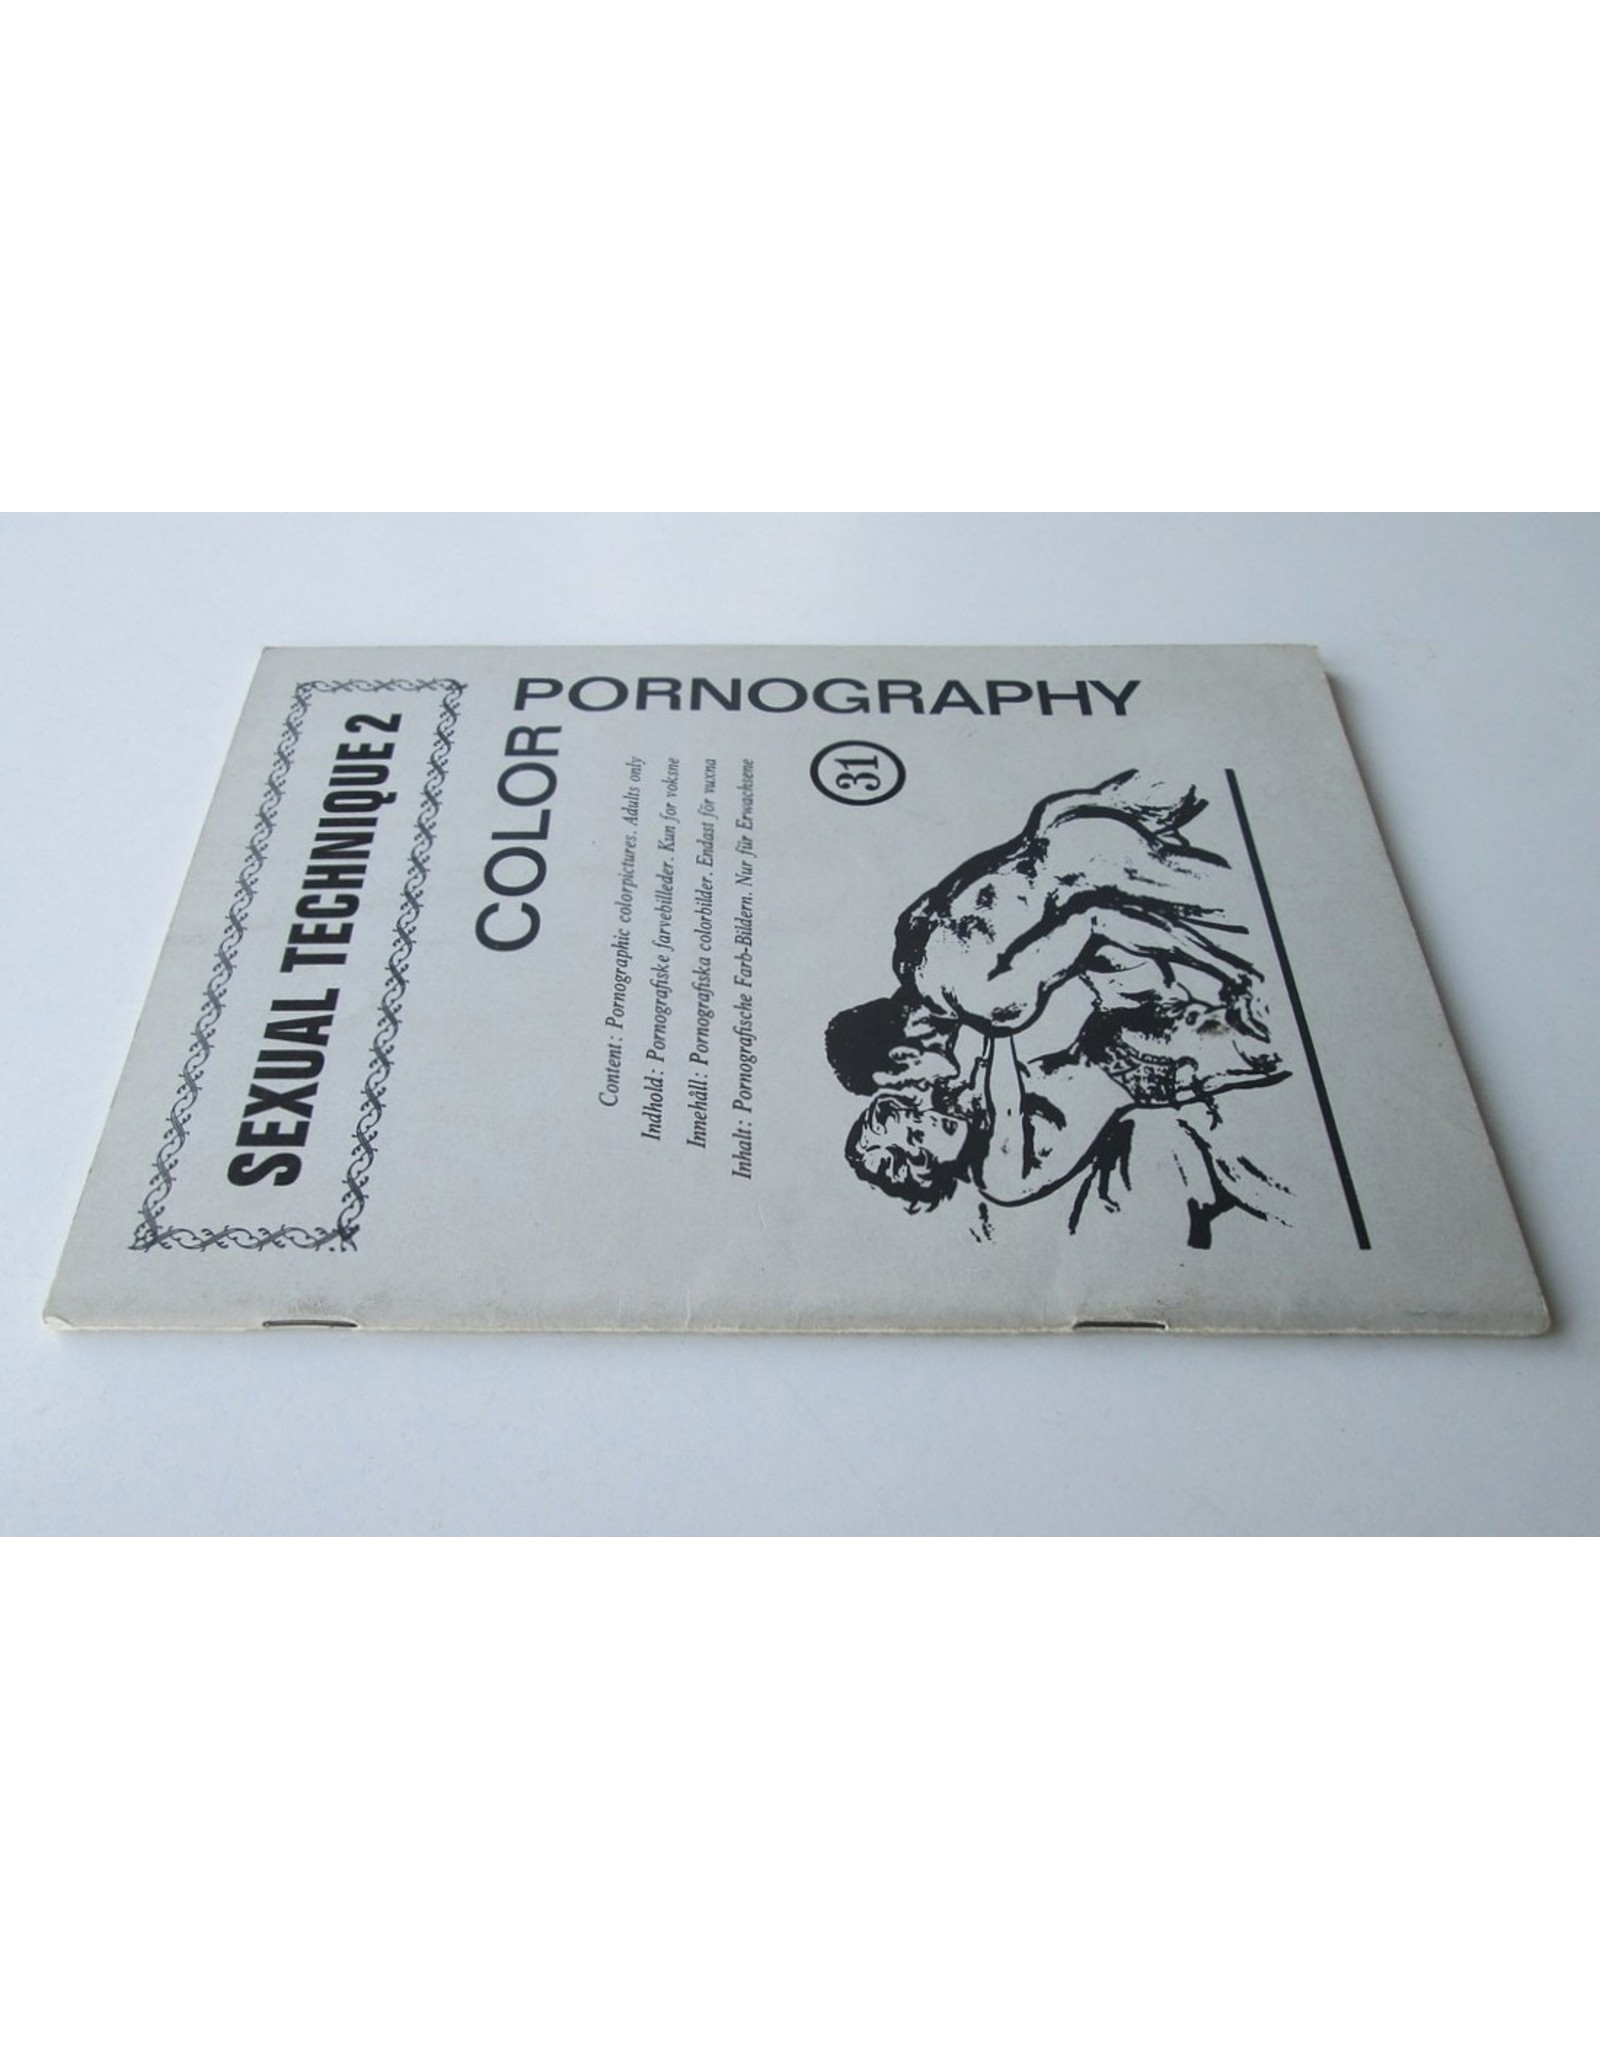 SEXUAL TECHNIQUE 2
COLOR
PORNOGRAPHY
Content: Pornographic colorpictures. Adults only
Indhold: Pornografiske farvebilleder. Kun for voksne
Innehåll: Pornografiska colorbilder. Endast för vuxna
Inhalt: Pornografische Farb-Bildern. Nur für Erwachsene
31